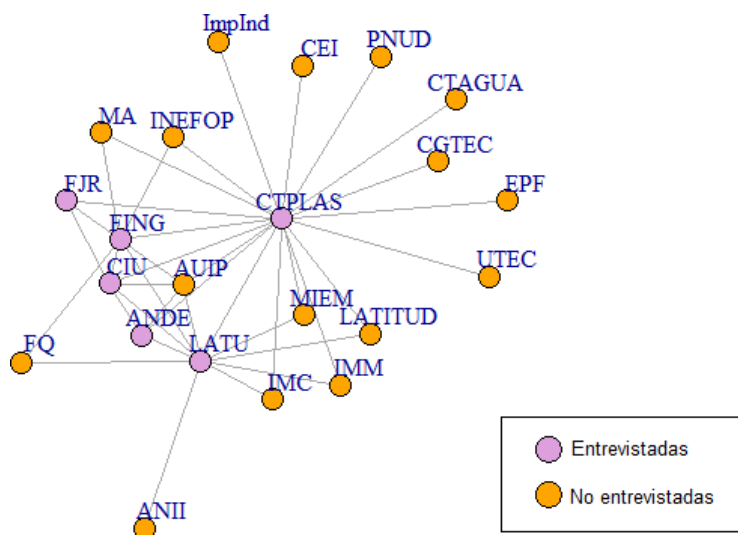 ImpInd
CEI
PNUD
CTAGUA
MA
INEFOP
CGTEC
FJR
CTPLAS
EPF
FING
CIU
AUIP
UTEC
ANDE
MIEM
LATITUD
FQ
LATU
IMC
IMM
ANII
Entrevistadas
No entrevistadas